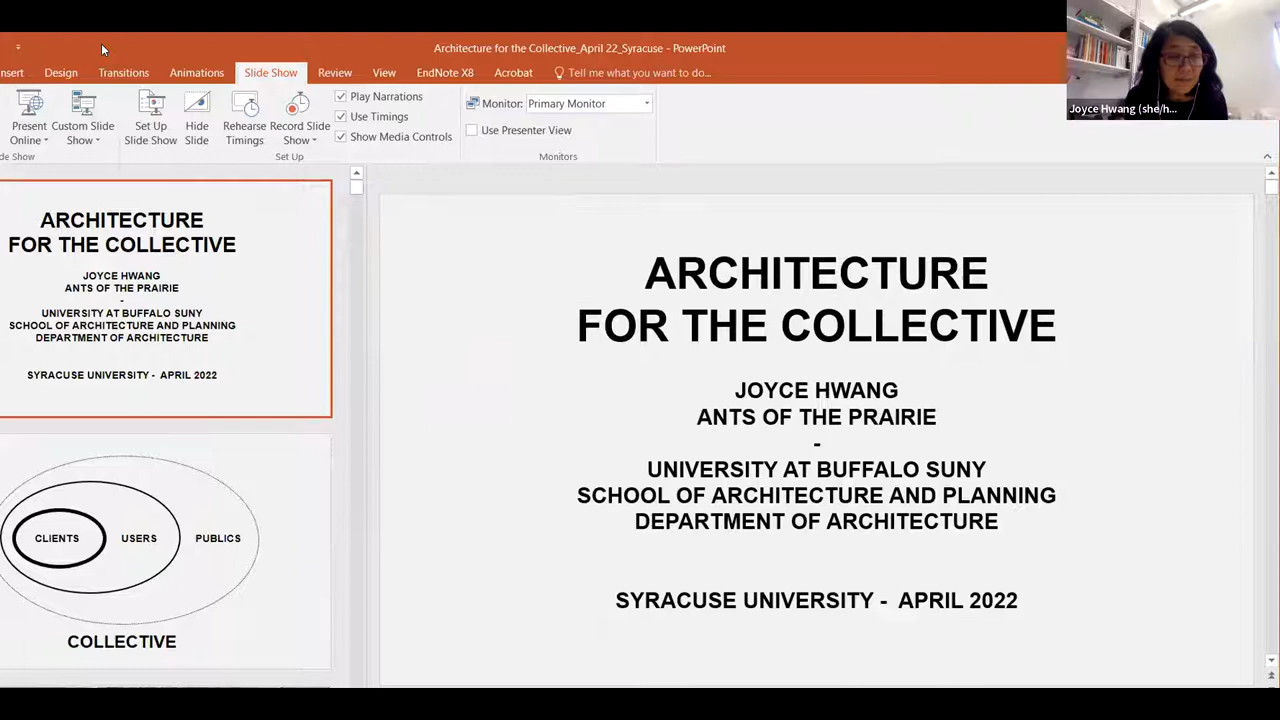 Architecture for the Collective_April 22_Syracuse - PowerPoint
nsert Design Transitions Animations Slide Show Review View EndNote X8 Acrobat Tell me what you want to do...
Present Online
Custom Slide Show
Set Up Slide Show
Hide Slide
Rehearse Timings
Record Slide Show
Play Narrations
Use Timings
Show Media Controls
Monitor: Primary Monitor
Use Presenter View
de Show
Set Up
Monitors
Joyce Hwang (she/h...
ARCHITECTURE
FOR THE COLLECTIVE
JOYCE HWANG
ANTS OF THE PRAIRIE
-
UNIVERSITY AT BUFFALO SUNY
SCHOOL OF ARCHITECTURE AND PLANNING
DEPARTMENT OF ARCHITECTURE
SYRACUSE UNIVERSITY - APRIL 2022
CLIENTS USERS PUBLICS
COLLECTIVE
ARCHITECTURE
FOR THE COLLECTIVE
JOYCE HWANG
ANTS OF THE PRAIRIE
-
UNIVERSITY AT BUFFALO SUNY
SCHOOL OF ARCHITECTURE AND PLANNING
DEPARTMENT OF ARCHITECTURE
SYRACUSE UNIVERSITY - APRIL 2022